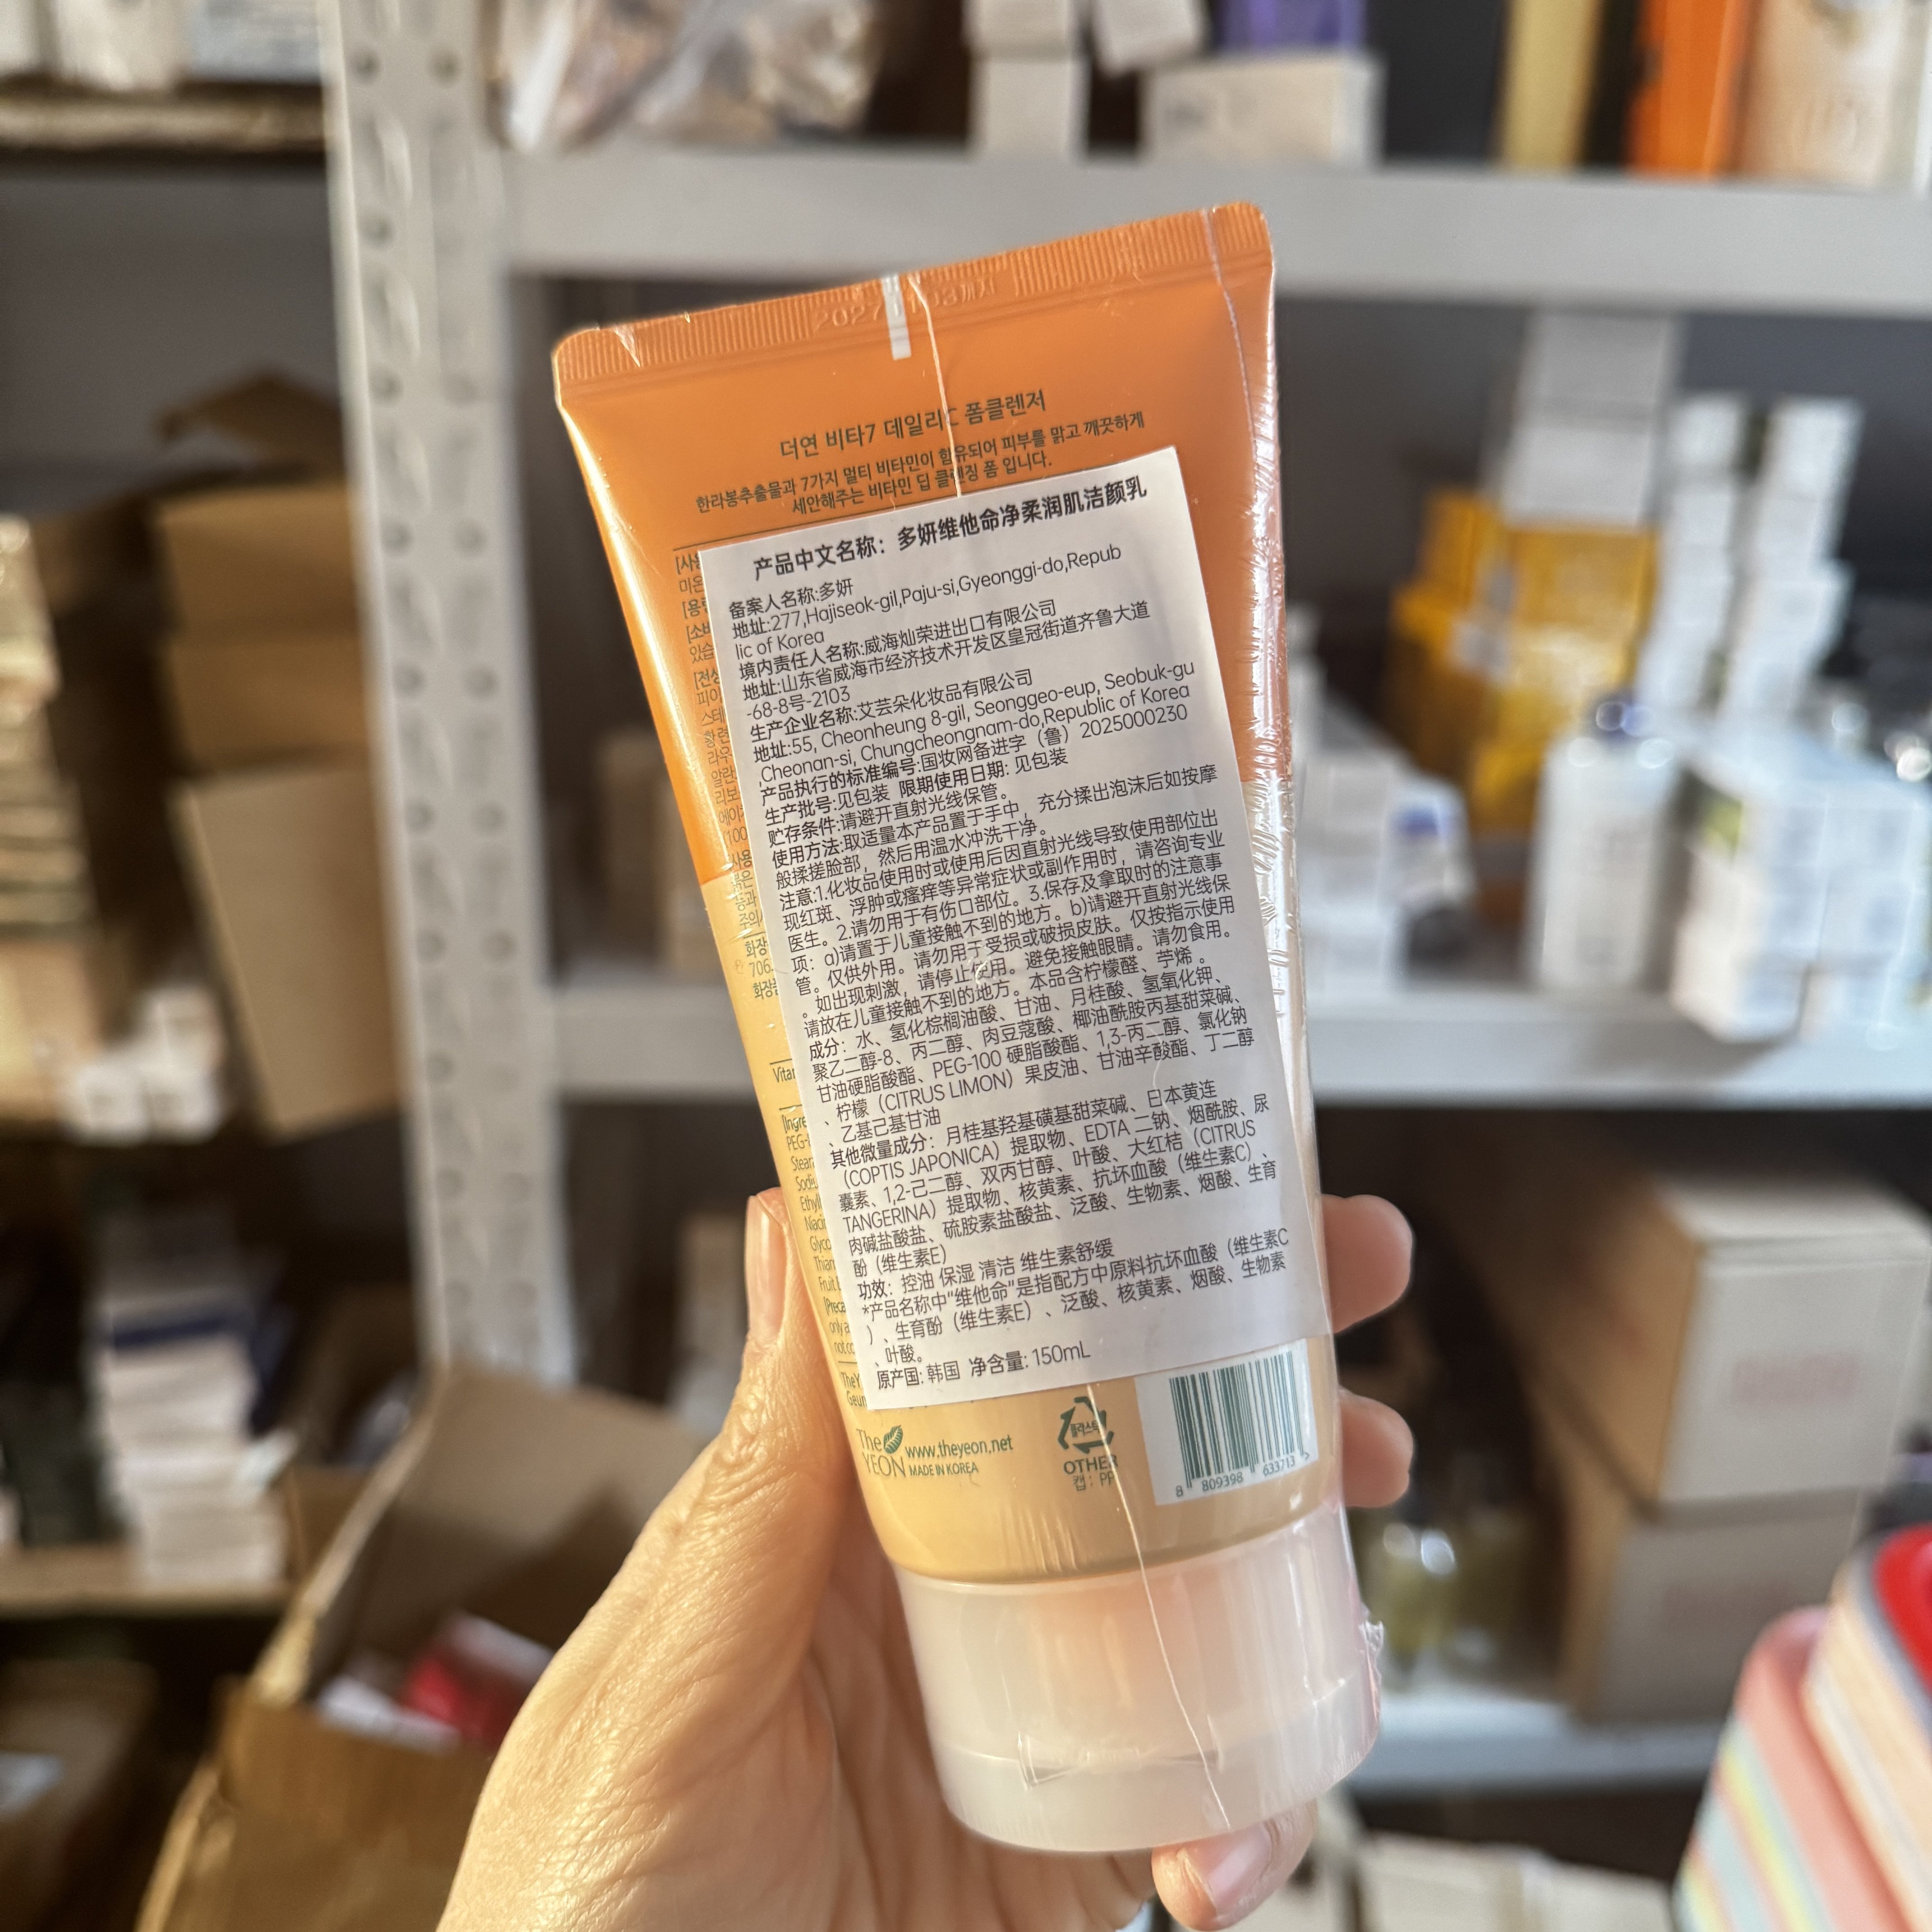 더연 비타7 데일리C 폼클렌저
한라봉추출물과 7가지 멀티 비타민이 함유되어 피부를 맑고 깨끗하게
세안해주는 비타민 딥 클렌징 폼 입니다.
产品中文名称：多妍维他命净柔润肌洁颜乳
备案人名称:多妍
地址:277,Hajiseok-gil,Paju-si,Gyeonggi-do,Repub
lic of Korea
境内责任人名称:威海灿荣进出口有限公司
地址:山东省威海市经济技术开发区皇冠街道齐鲁大道
-68-8号-2103
生产企业名称:艾芸朵化妆品有限公司
地址:55, Cheonheung 8-gil, Seonggeo-eup, Seobuk-gu
Cheonan-si, Chungcheongnam-do,Republic of Korea
产品执行的标准编号:国妆网备进字（鲁）2025000230
生产批号:见包装 限期使用日期: 见包装
贮存条件:请避开直射光线保管。
使用方法:取适量本产品置于手中，充分揉出泡沫后如按摩
般揉搓脸部，然后用温水冲洗干净。
注意:1.化妆品使用时或使用后因直射光线导致使用部位出
现红斑、浮肿或瘙痒等异常症状或副作用时，请咨询专业
医生。2.请勿用于有伤口部位。3.保存及拿取时的注意事
项：a)请置于儿童接触不到的地方。b)请避开直射光线保
管。仅供外用。请勿用于受损或破损皮肤。仅按指示使用
。如出现刺激，请停止使用。避免接触眼睛。请勿食用。
请放在儿童接触不到的地方。本品含柠檬醛、苧烯 。
成分：水、氢化棕榈油酸、甘油、月桂酸、氢氧化钾、
聚乙二醇-8、丙二醇、肉豆蔻酸、椰油酰胺丙基甜菜碱、
甘油硬脂酸酯、PEG-100 硬脂酸酯、1,3-丙二醇、氯化钠
、柠檬（CITRUS LIMON）果皮油、甘油辛酸酯、丁二醇
、乙基己基甘油
其他微量成分：月桂基羟基磺基甜菜碱、日本黄连
（COPTIS JAPONICA）提取物、EDTA 二钠、烟酰胺、尿
囊素、1,2-己二醇、双丙甘醇、叶酸、大红桔（CITRUS
TANGERINA）提取物、核黄素、抗坏血酸（维生素C）、
肉碱盐酸盐、硫胺素盐酸盐、泛酸、生物素、烟酸、生育
酚（维生素E）
功效：控油 保湿 清洁 维生素舒缓
*产品名称中"维他命"是指配方中原料抗坏血酸（维生素C
）、生育酚（维生素E）、泛酸、核黄素、烟酸、生物素
、叶酸。
原产国: 韩国 净含量: 150mL
The YEON
www.theyeon.net
MADE IN KOREA
플라스틱
OTHER
캡 : PP
8 809398 633713